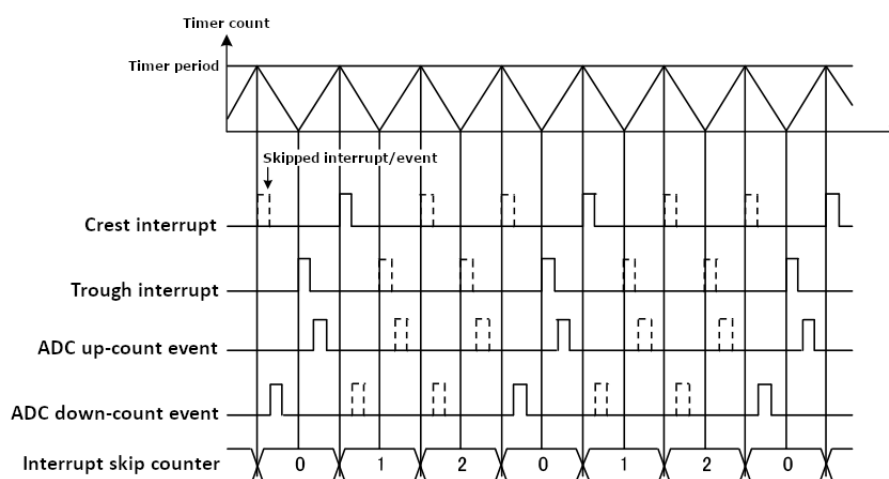 Timer count
Timer period
Skipped interrupt/event
Crest interrupt
Trough interrupt
ADC up-count event
ADC down-count event
Interrupt skip counter 0 1 2 0 1 2 0